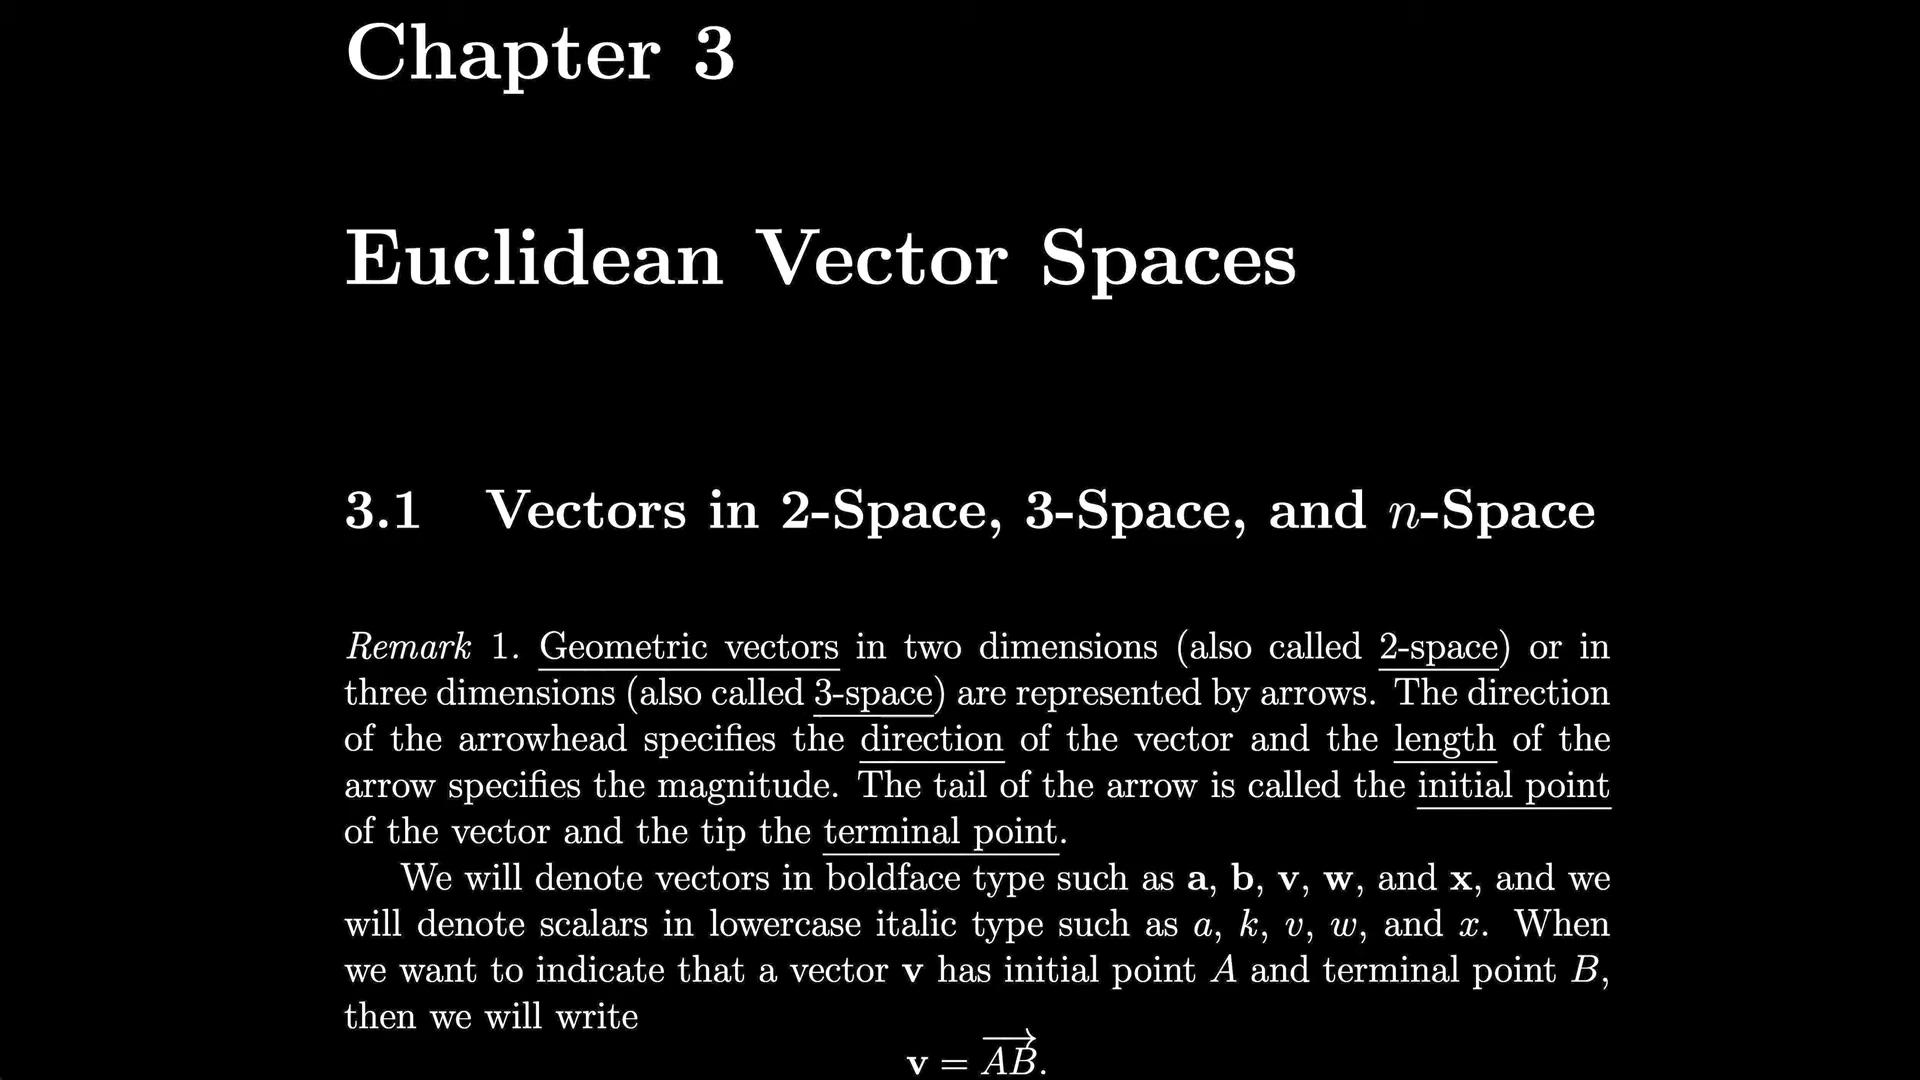 Chapter 3
Euclidean Vector Spaces
3.1 Vectors in 2-Space, 3-Space, and n-Space
Remark 1. Geometric vectors in two dimensions (also called 2-space) or in
three dimensions (also called 3-space) are represented by arrows. The direction
of the arrowhead specifies the direction of the vector and the length of the
arrow specifies the magnitude. The tail of the arrow is called the initial point
of the vector and the tip the terminal point.
We will denote vectors in boldface type such as a, b, v, w, and x, and we
will denote scalars in lowercase italic type such as a, k, v, w, and x. When
we want to indicate that a vector v has initial point A and terminal point B,
then we will write
v = \overrightarrow{AB}.